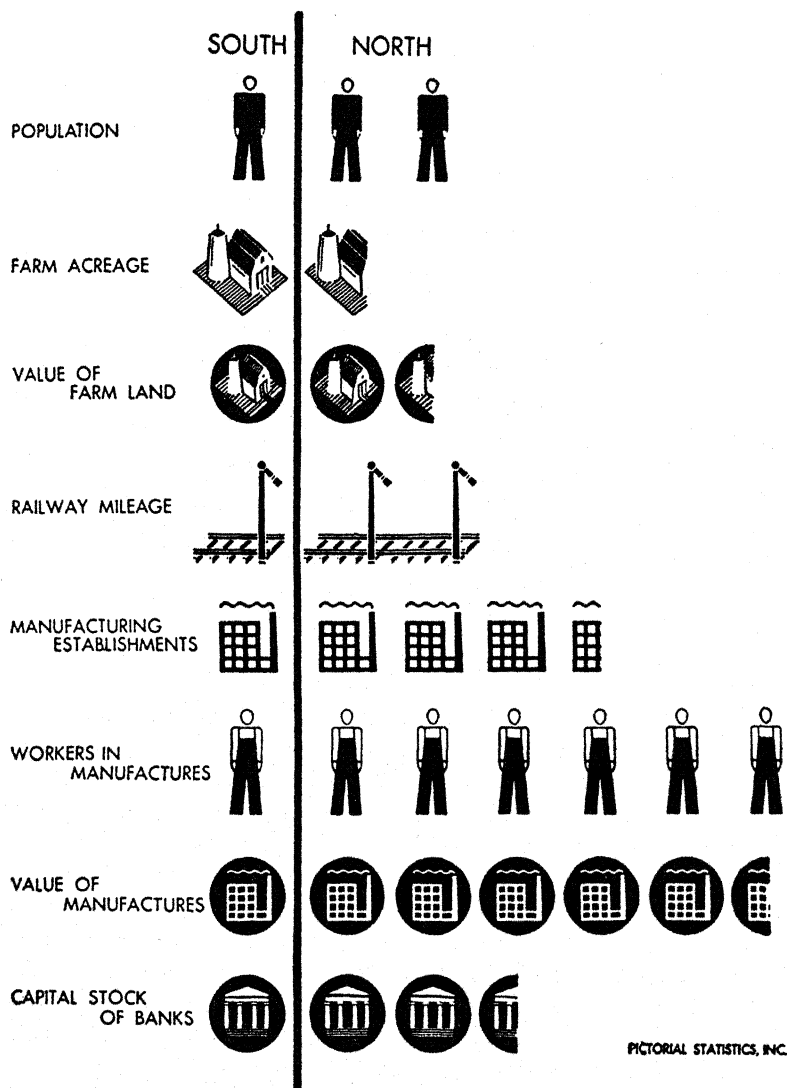 SOUTH NORTH
POPULATION
FARM ACREAGE
VALUE OF
FARM LAND
RAILWAY MILEAGE
MANUFACTURING
ESTABLISHMENTS
WORKERS IN
MANUFACTURES
VALUE OF
MANUFACTURES
CAPITAL STOCK
OF BANKS
PICTORIAL STATISTICS, INC.